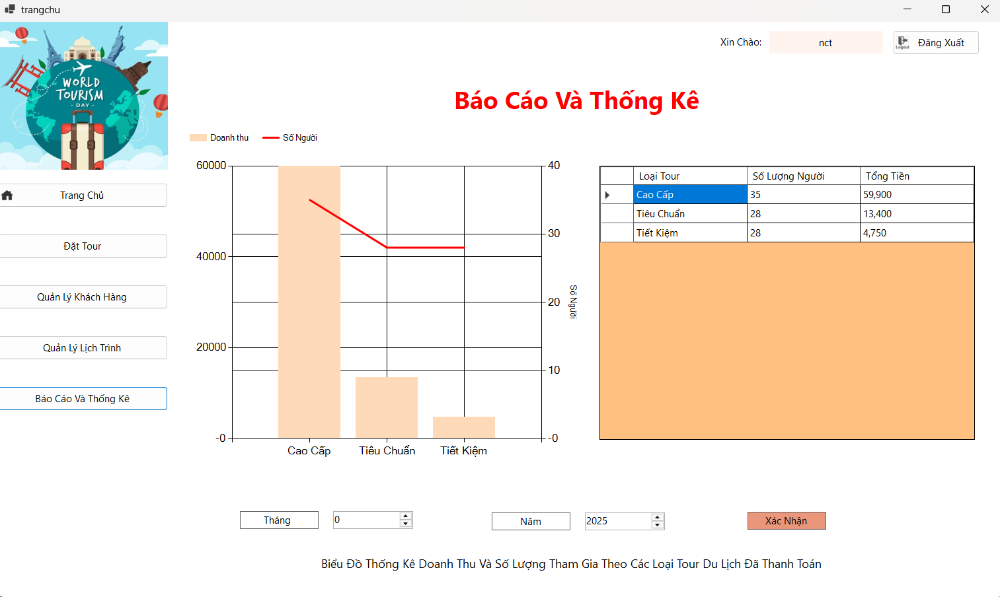 trangchu
Xin Chào:
nct
Logout
Đăng Xuất
WORLD
TOURISM
- DAY -
Trang Chủ
Đặt Tour
Quản Lý Khách Hàng
Quản Lý Lịch Trình
Báo Cáo Và Thống Kê
Báo Cáo Và Thống Kê
Doanh thu
Số Người
60000
40000
20000
-0
40
30
20
10
-0
Số Người
Cao Cấp
Tiêu Chuẩn
Tiết Kiệm
Loại Tour Số Lượng Người Tổng Tiền
Cao Cấp 35 59,900
Tiêu Chuẩn 28 13,400
Tiết Kiệm 28 4,750
Tháng
0
Năm
2025
Xác Nhận
Biểu Đồ Thống Kê Doanh Thu Và Số Lượng Tham Gia Theo Các Loại Tour Du Lịch Đã Thanh Toán